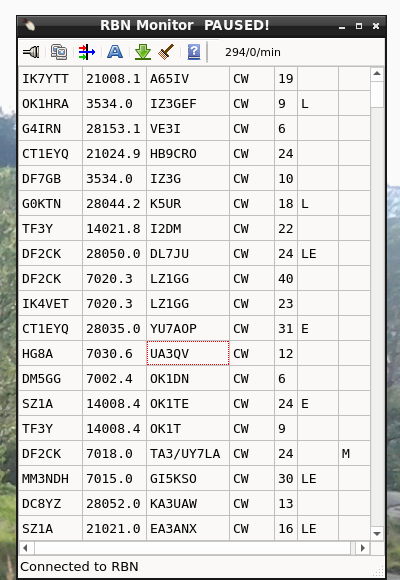 RBN Monitor PAUSED!
294/0/min
IK7YTT 21008.1 A65IV CW 19
OK1HRA 3534.0 IZ3GEF CW 9 L
G4IRN 28153.1 VE3I CW 6
CT1EYQ 21024.9 HB9CRO CW 24
DF7GB 3534.0 IZ3G CW 10
G0KTN 28044.2 K5UR CW 18 L
TF3Y 14021.8 I2DM CW 22
DF2CK 28050.0 DL7JU CW 24 LE
DF2CK 7020.3 LZ1GG CW 40
IK4VET 7020.3 LZ1GG CW 23
CT1EYQ 28035.0 YU7AOP CW 31 E
HG8A 7030.6 UA3QV CW 12
DM5GG 7002.4 OK1DN CW 6
SZ1A 14008.4 OK1TE CW 24 E
TF3Y 14008.4 OK1T CW 9
DF2CK 7018.0 TA3/UY7LA CW 24 M
MM3NDH 7015.0 GI5KSO CW 30 LE
DC8YZ 28052.0 KA3UAW CW 13
SZ1A 21021.0 EA3ANX CW 16 LE
Connected to RBN